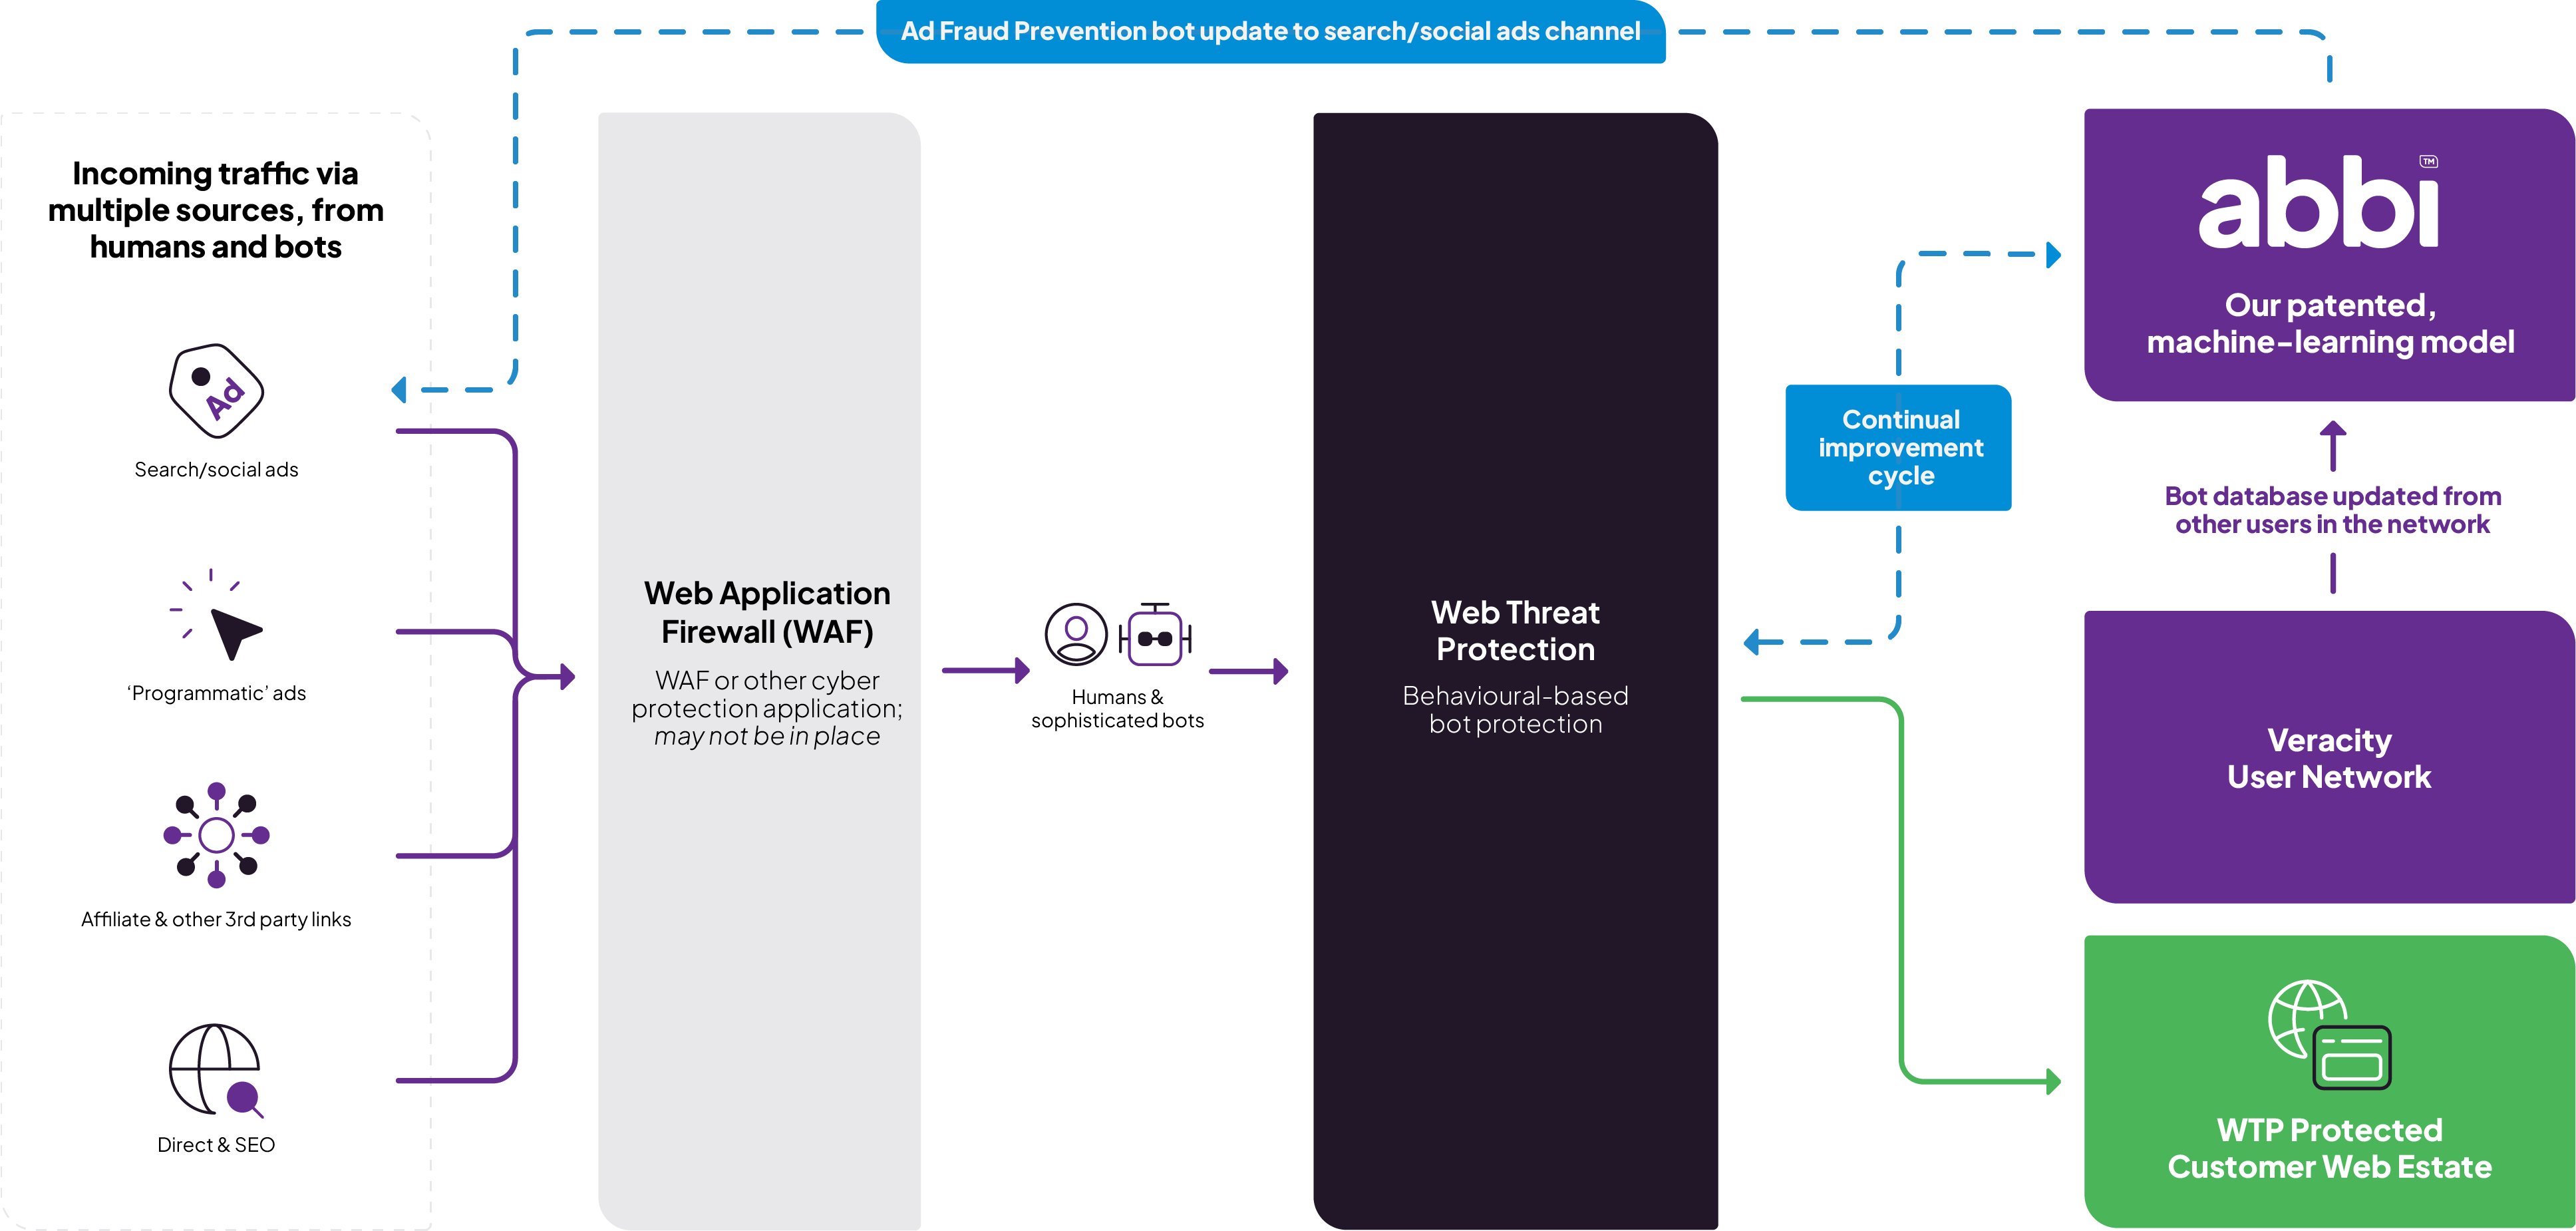 Ad Fraud Prevention bot update to search/social ads channel
Incoming traffic via
multiple sources, from
humans and bots
Ad
Search/social ads
‘Programmatic’ ads
Affiliate & other 3rd party links
Direct & SEO
Web Application
Firewall (WAF)
WAF or other cyber
protection application;
may not be in place
Humans &
sophisticated bots
Web Threat
Protection
Behavioural-based
bot protection
Continual
improvement
cycle
abbi TM
Our patented,
machine-learning model
Bot database updated from
other users in the network
Veracity
User Network
WTP Protected
Customer Web Estate